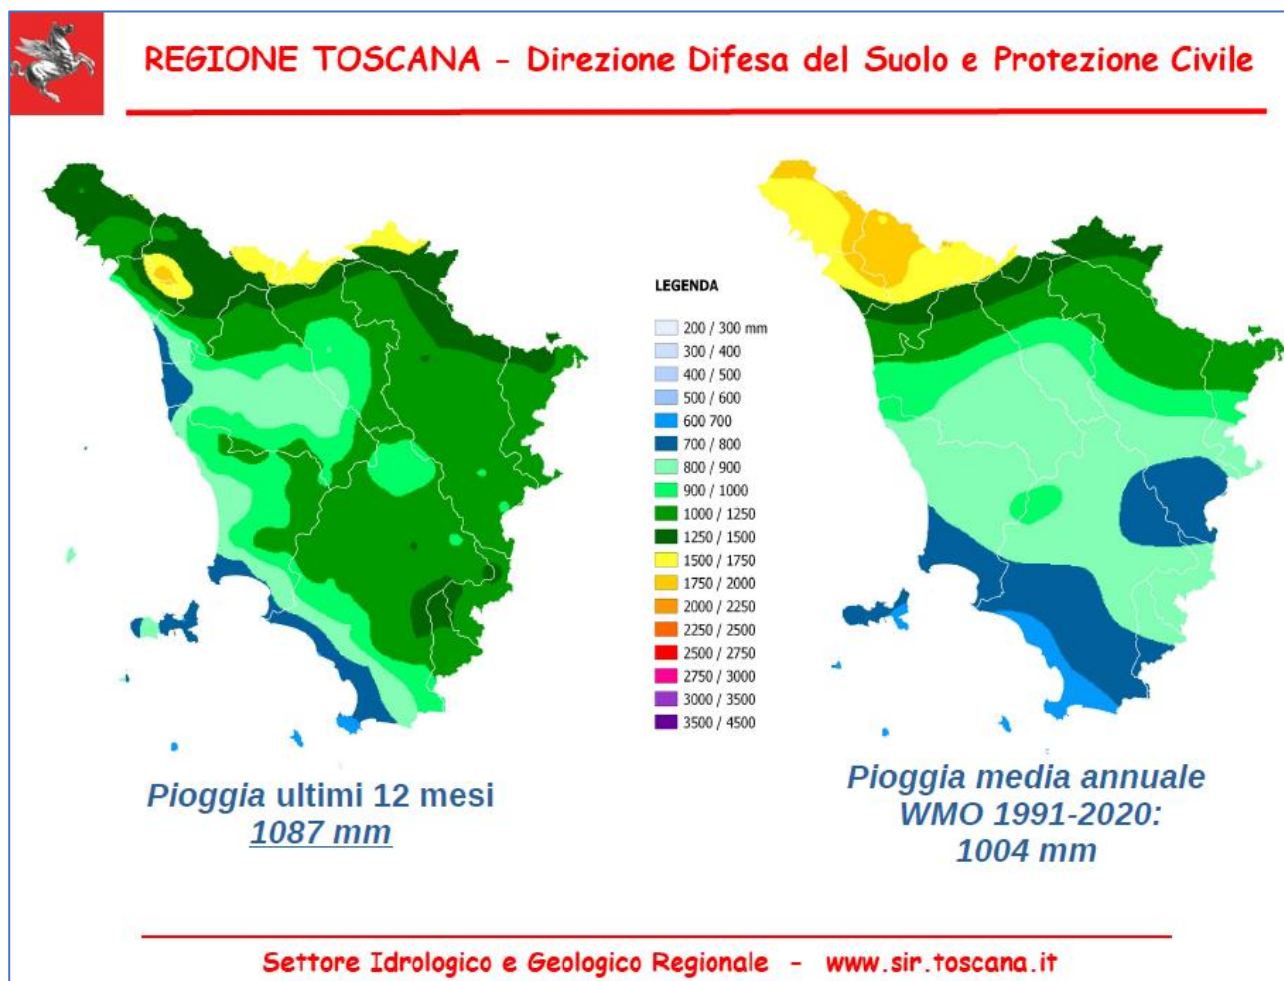 REGIONE TOSCANA - Direzione Difesa del Suolo e Protezione Civile
LEGENDA
200 / 300 mm
300 / 400
400 / 500
500 / 600
600 700
700 / 800
800 / 900
900 / 1000
1000 / 1250
1250 / 1500
1500 / 1750
1750 / 2000
2000 / 2250
2250 / 2500
2500 / 2750
2750 / 3000
3000 / 3500
3500 / 4500
Pioggia ultimi 12 mesi
1087 mm
Pioggia media annuale
WMO 1991-2020:
1004 mm
Settore Idrologico e Geologico Regionale - www.sir.toscana.it